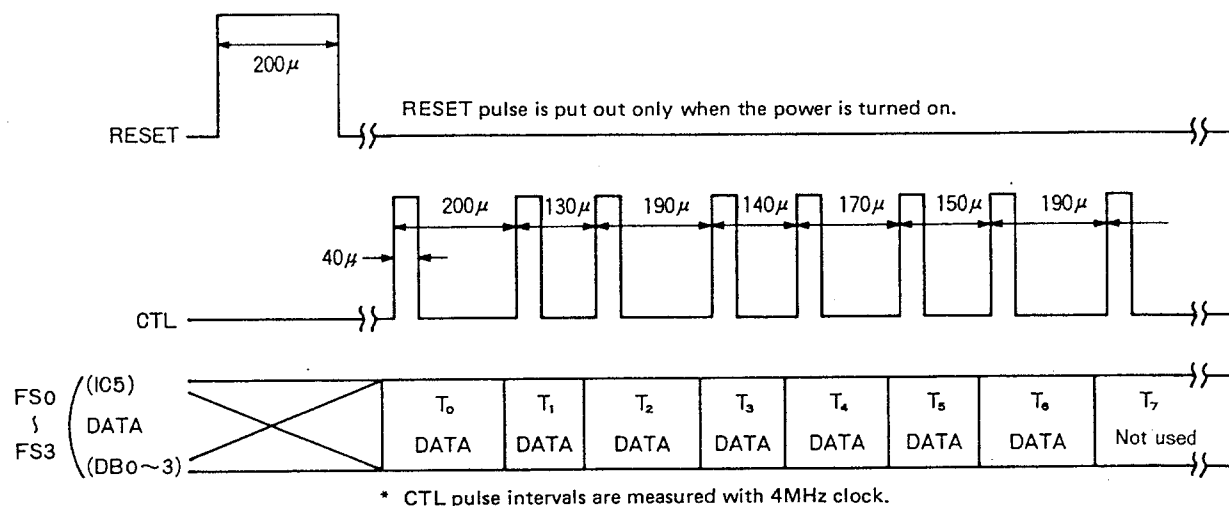 200μ
RESET pulse is put out only when the power is turned on.
RESET
200μ 130μ 190μ 140μ 170μ 150μ 190μ
40μ
CTL
FS0 ∫ FS3
(IC5)
DATA
(DB0~3)
T₀ T₁ T₂ T₃ T₄ T₅ T₆ T₇
DATA DATA DATA DATA DATA DATA DATA Not used
* CTL pulse intervals are measured with 4MHz clock.